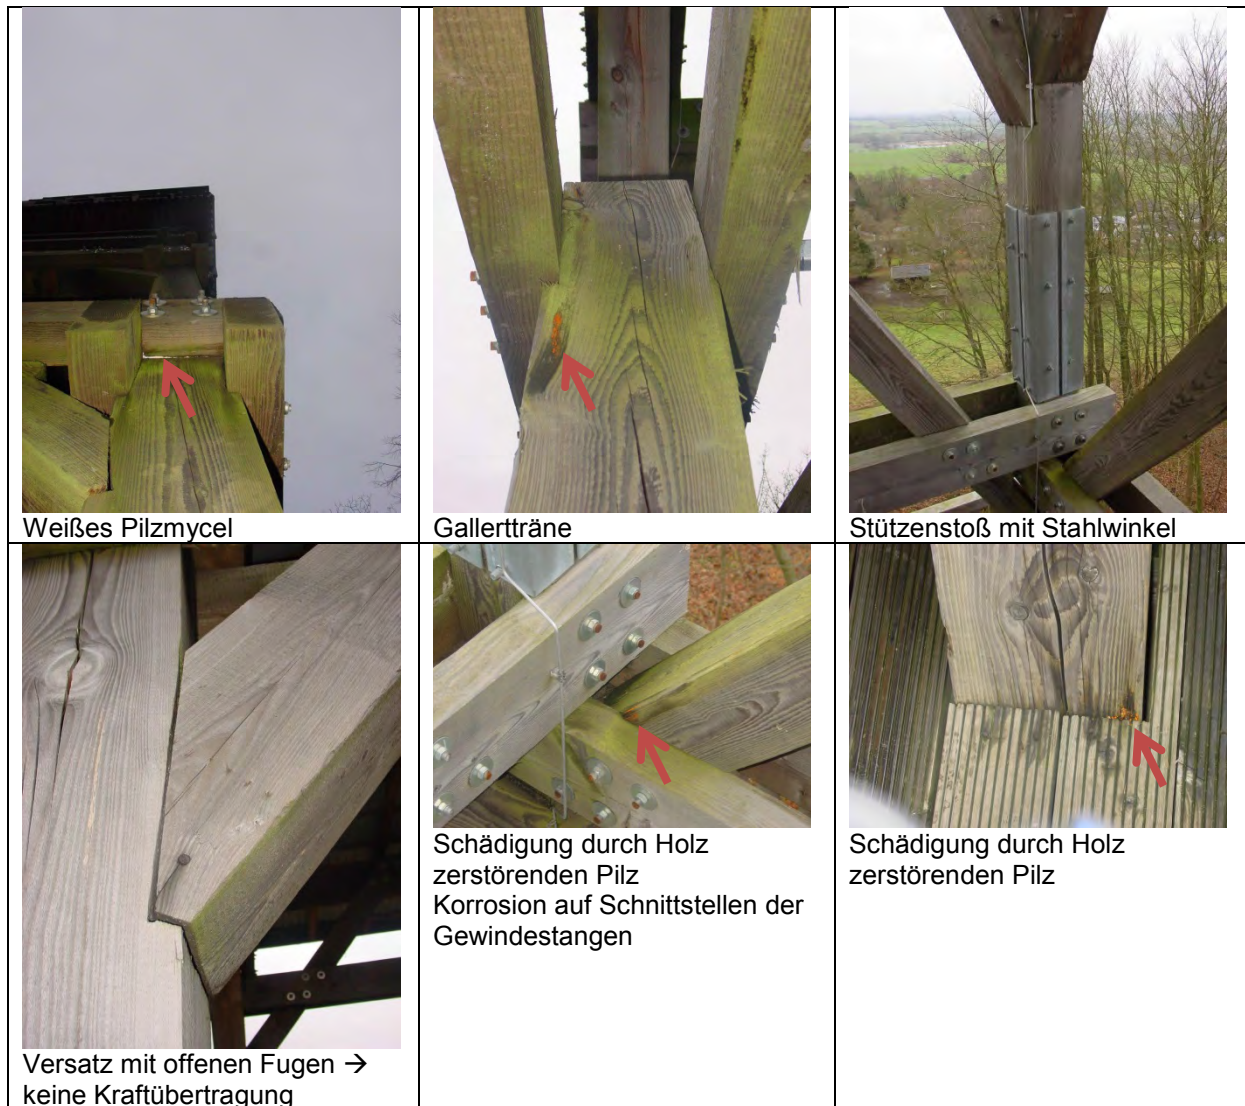 Weißes Pilzmycel
Gallertträne
Stützenstoß mit Stahlwinkel
Versatz mit offenen Fugen →
keine Kraftübertragung
Schädigung durch Holz
zerstörenden Pilz
Korrosion auf Schnittstellen der
Gewindestangen
Schädigung durch Holz
zerstörenden Pilz